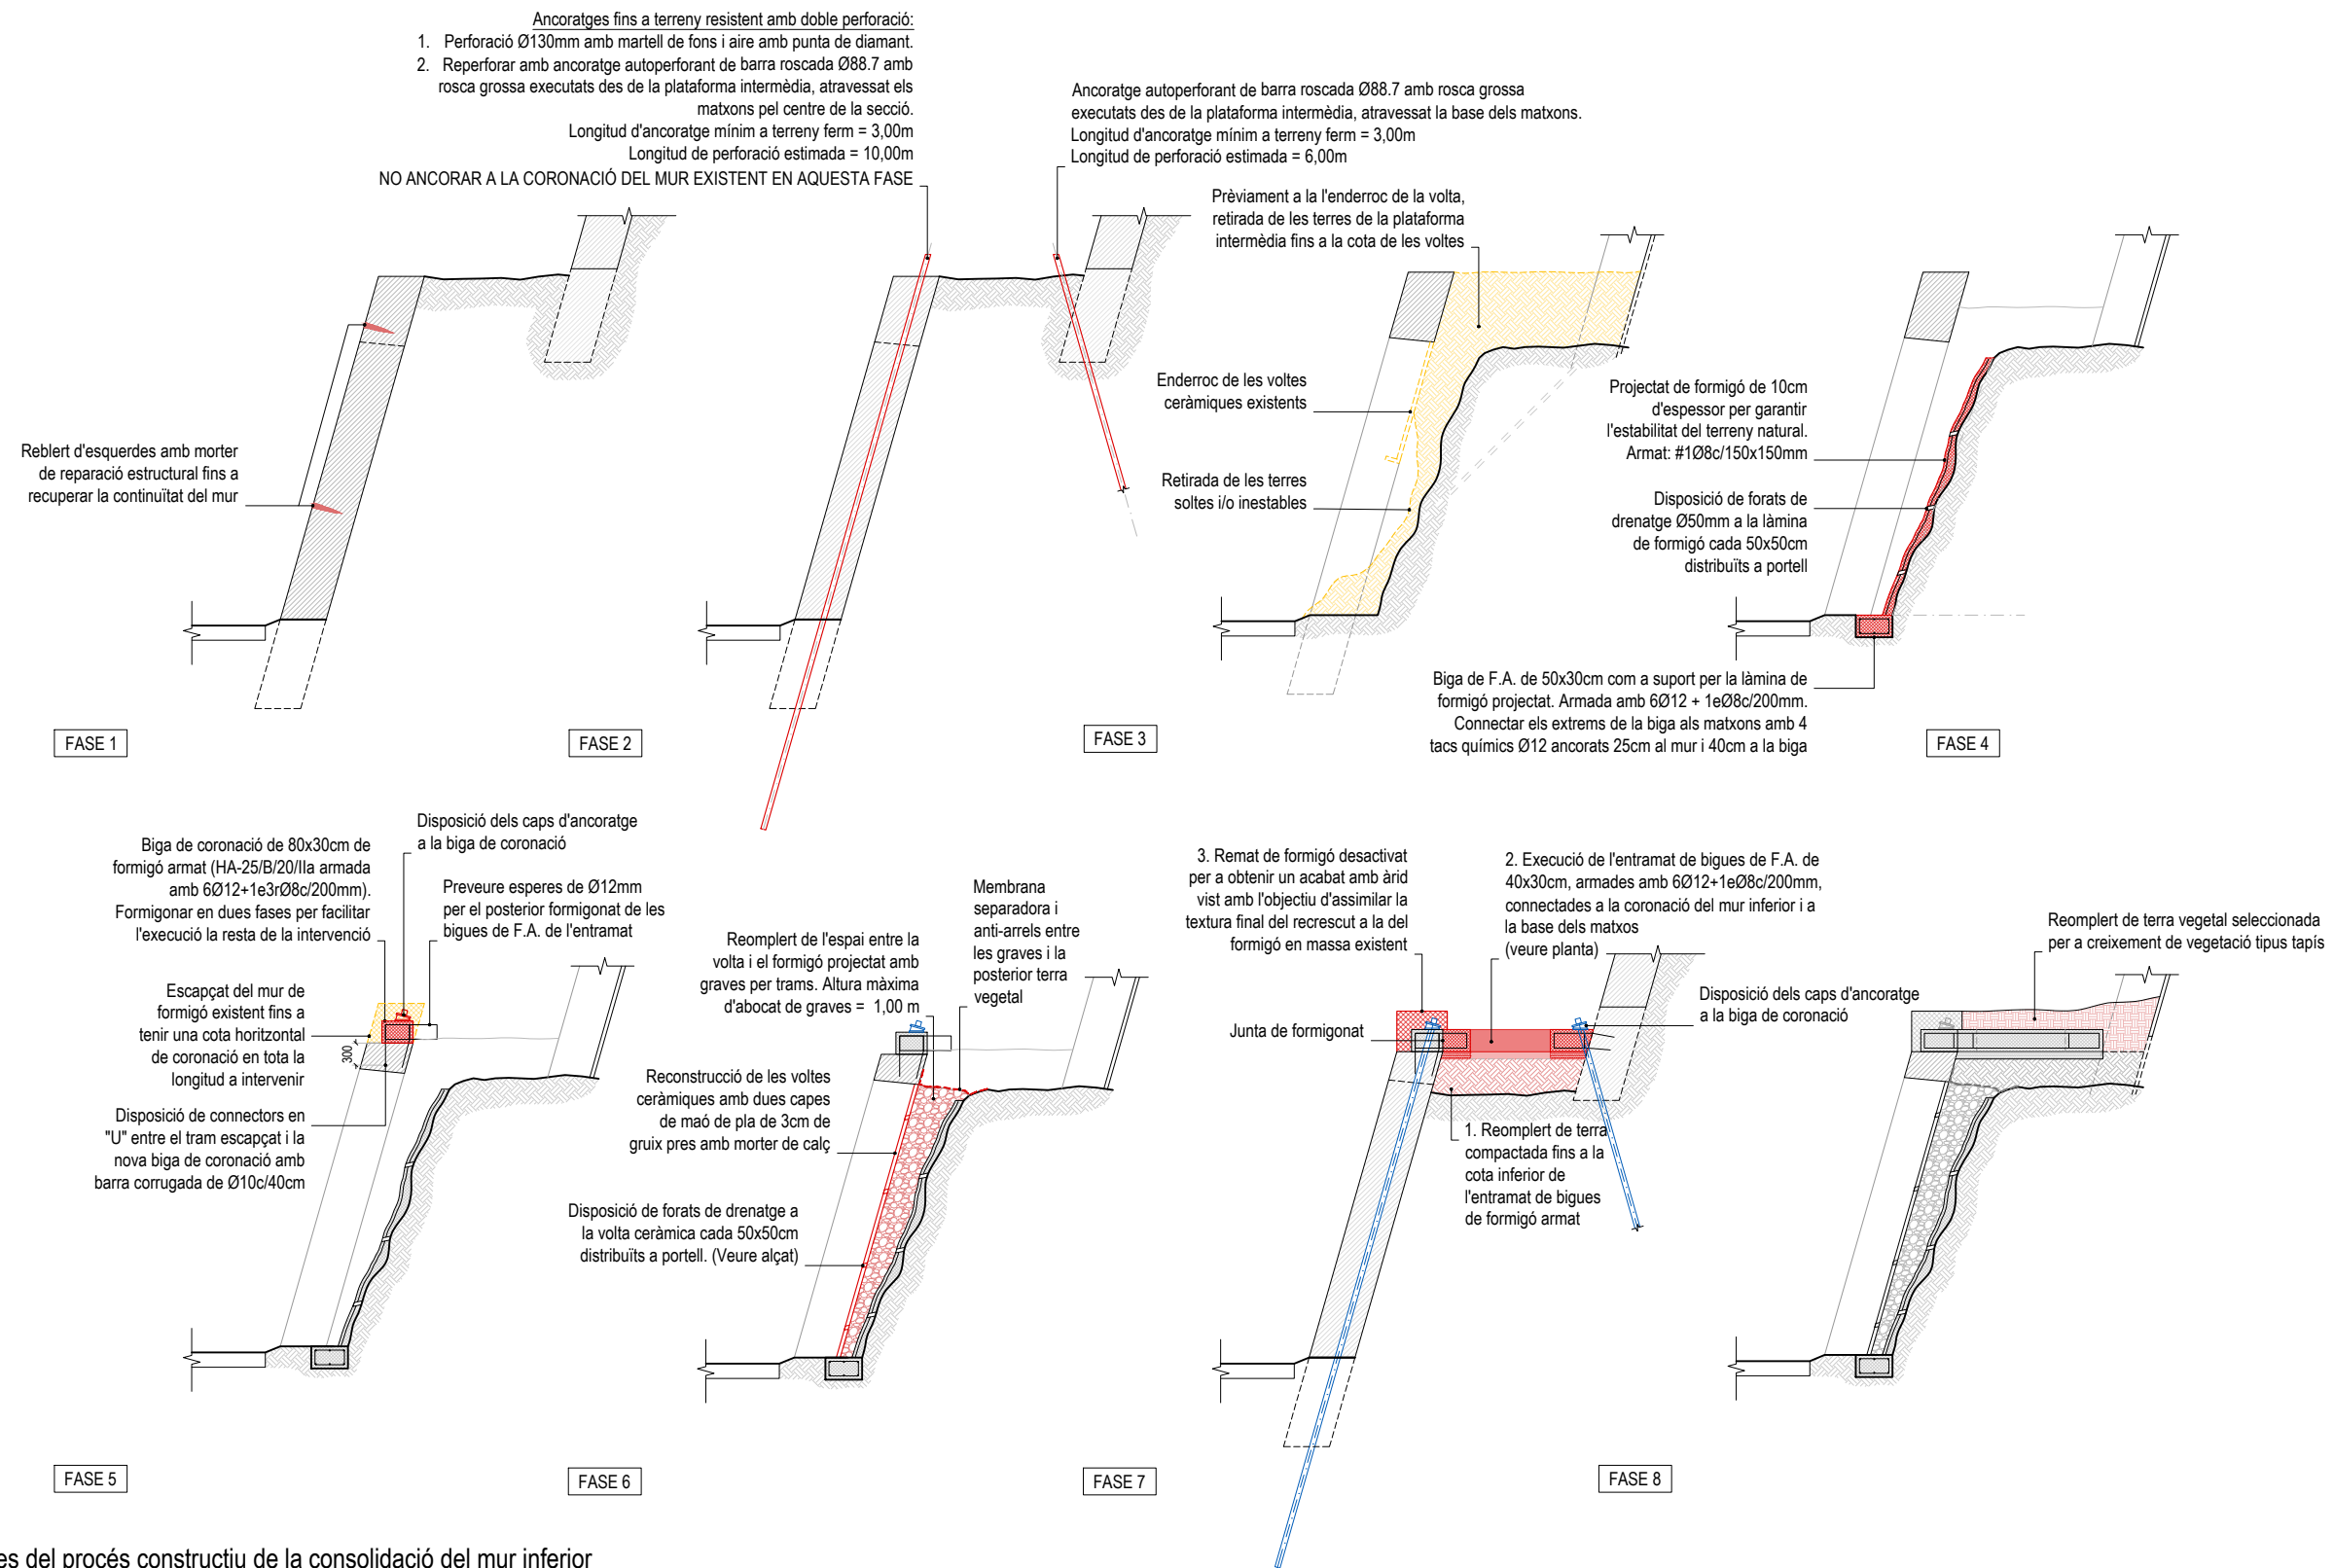 Ancoratges fins a terreny resistent amb doble perforació:
1. Perforació Ø130mm amb martell de fons i aire amb punta de diamant.
2. Reperforar amb ancoratge autoperforant de barra roscada Ø88.7 amb
rosca grossa executats des de la plataforma intermèdia, atravessat els
matxons pel centre de la secció.
Longitud d'ancoratge mínim a terreny ferm = 3,00m
Longitud de perforació estimada = 10,00m
NO ANCORAR A LA CORONACIÓ DEL MUR EXISTENT EN AQUESTA FASE
Ancoratge autoperforant de barra roscada Ø88.7 amb rosca grossa
executats des de la plataforma intermèdia, atravessat la base dels matxons.
Longitud d'ancoratge mínim a terreny ferm = 3,00m
Longitud de perforació estimada = 6,00m
Prèviament a la l'enderroc de la volta,
retirada de les terres de la plataforma
intermèdia fins a la cota de les voltes
Reblert d'esquerdes amb morter
de reparació estructural fins a
recuperar la continuïtat del mur
Enderroc de les voltes
ceràmiques existents
Retirada de les terres
soltes i/o inestables
Projectat de formigó de 10cm
d'espessor per garantir
l'estabilitat del terreny natural.
Armat: #1Ø8c/150x150mm
Disposició de forats de
drenatge Ø50mm a la làmina
de formigó cada 50x50cm
distribuïts a portell
Biga de F.A. de 50x30cm com a suport per la làmina de
formigó projectat. Armada amb 6Ø12 + 1eØ8c/200mm.
Connectar els extrems de la biga als matxons amb 4
tacs químics Ø12 ancorats 25cm al mur i 40cm a la biga
FASE 1
FASE 2
FASE 3
FASE 4
Biga de coronació de 80x30cm de
formigó armat (HA-25/B/20/IIa armada
amb 6Ø12+1e3rØ8c/200mm).
Formigonar en dues fases per facilitar
l'execució la resta de la intervenció
Disposició dels caps d'ancoratge
a la biga de coronació
Preveure esperes de Ø12mm
per el posterior formigonat de les
bigues de F.A. de l'entramat
Escapçat del mur de
formigó existent fins a
tenir una cota horitzontal
de coronació en tota la
longitud a intervenir
300
Disposició de connectors en
"U" entre el tram escapçat i la
nova biga de coronació amb
barra corrugada de Ø10c/40cm
Reomplert de l'espai entre la
volta i el formigó projectat amb
graves per trams. Altura màxima
d'abocat de graves = 1,00 m
Membrana
separadora i
anti-arrels entre
les graves i la
posterior terra
vegetal
Reconstrucció de les voltes
ceràmiques amb dues capes
de maó de pla de 3cm de
gruix pres amb morter de calç
Disposició de forats de drenatge a
la volta ceràmica cada 50x50cm
distribuïts a portell. (Veure alçat)
3. Remat de formigó desactivat
per a obtenir un acabat amb àrid
vist amb l'objectiu d'assimilar la
textura final del recrescut a la del
formigó en massa existent
2. Execució de l'entramat de bigues de F.A. de
40x30cm, armades amb 6Ø12+1eØ8c/200mm,
connectades a la coronació del mur inferior i a
la base dels matxos
(veure planta)
Junta de formigonat
Disposició dels caps d'ancoratge
a la biga de coronació
1. Reomplert de terra
compactada fins a la
cota inferior de
l'entramat de bigues
de formigó armat
Reomplert de terra vegetal seleccionada
per a creixement de vegetació tipus tapís
FASE 5
FASE 6
FASE 7
FASE 8
es del procés constructiu de la consolidació del mur inferior